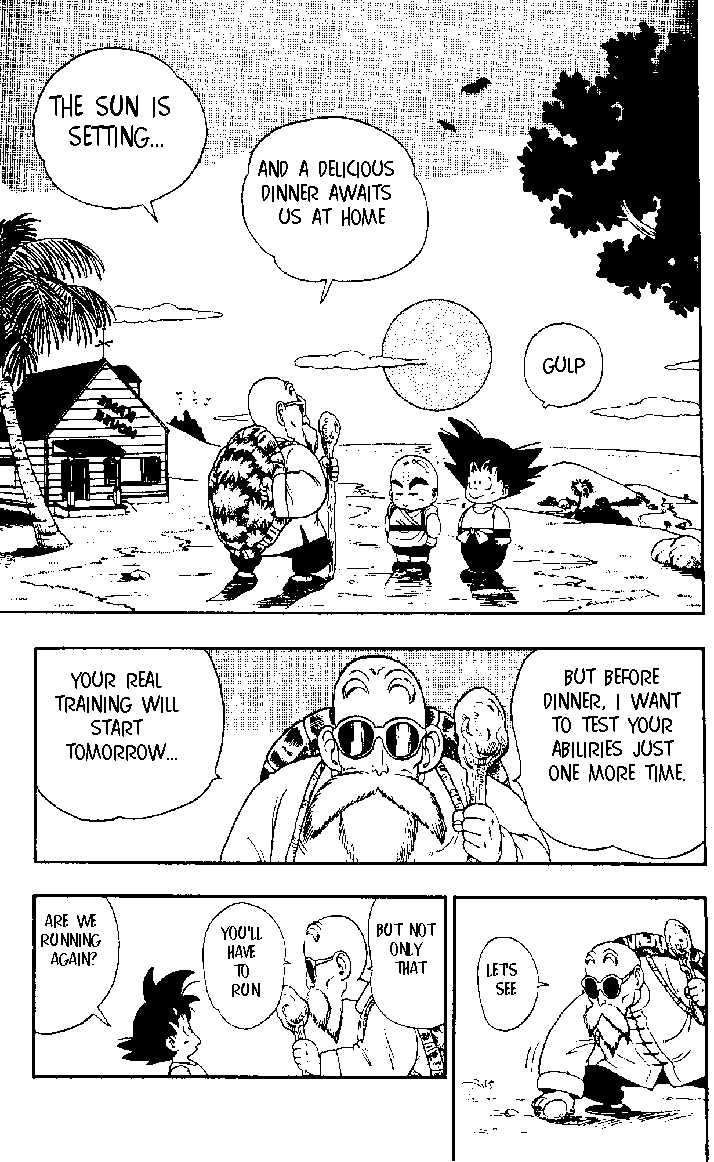 THE SUN IS
SETTING...
AND A DELICIOUS
DINNER AWAITS
US AT HOME
GULP
YOUR REAL
TRAINING WILL
START
TOMORROW...
BUT BEFORE
DINNER, I WANT
TO TEST YOUR
ABILIRIES JUST
ONE MORE TIME.
ARE WE
RUNNING
AGAIN?
YOU'LL
HAVE
TO
RUN
BUT NOT
ONLY
THAT
LET'S
SEE